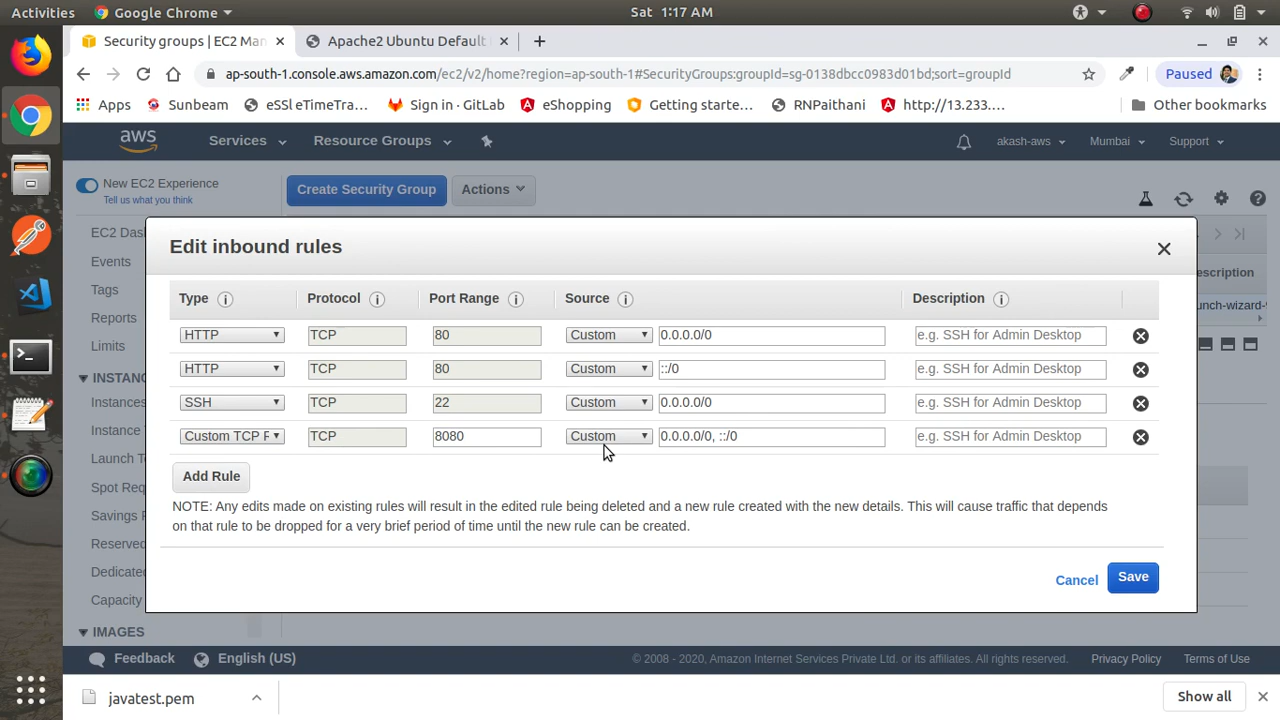 Activities Google Chrome Sat 1:17 AM
Security groups | EC2 Man Apache2 Ubuntu Default
ap-south-1.console.aws.amazon.com/ec2/v2/home?region=ap-south-1#SecurityGroups:groupId=sg-0138dbcc0983d01bd;sort=groupId Paused
Apps Sunbeam eSSl eTimeTra... Sign in · GitLab eShopping Getting starte... RNPaithani http://13.233.... Other bookmarks
aws Services Resource Groups akash-aws Mumbai Support
New EC2 Experience
Tell us what you think
Create Security Group Actions
EC2 Das
Events
Tags
Reports
Limits
INSTANC
Instances
Instance T
Launch Te
Spot Requ
Savings P
Reserved
Dedicated
Capacity
IMAGES
escription
unch-wizard-9
Edit inbound rules
Type Protocol Port Range Source Description
HTTP TCP 80 Custom 0.0.0.0/0 e.g. SSH for Admin Desktop
HTTP TCP 80 Custom ::/0 e.g. SSH for Admin Desktop
SSH TCP 22 Custom 0.0.0.0/0 e.g. SSH for Admin Desktop
Custom TCP F TCP 8080 Custom 0.0.0.0/0, ::/0 e.g. SSH for Admin Desktop
Add Rule
NOTE: Any edits made on existing rules will result in the edited rule being deleted and a new rule created with the new details. This will cause traffic that depends
on that rule to be dropped for a very brief period of time until the new rule can be created.
Cancel Save
Feedback English (US) © 2008 - 2020, Amazon Internet Services Private Ltd. or its affiliates. All rights reserved. Privacy Policy Terms of Use
javatest.pem Show all